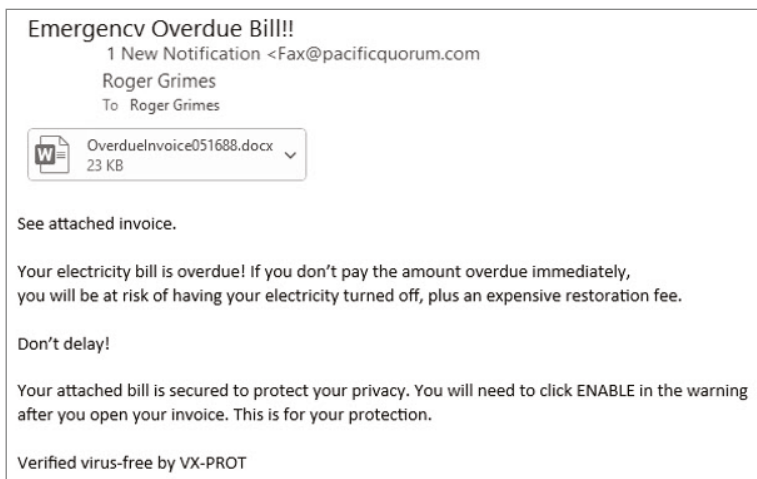 Emergency Overdue Bill!!
1 New Notification <Fax@pacificquorum.com
Roger Grimes
To Roger Grimes
OverdueInvoice051688.docx
23 KB
See attached invoice.
Your electricity bill is overdue! If you don't pay the amount overdue immediately,
you will be at risk of having your electricity turned off, plus an expensive restoration fee.
Don't delay!
Your attached bill is secured to protect your privacy. You will need to click ENABLE in the warning
after you open your invoice. This is for your protection.
Verified virus-free by VX-PROT